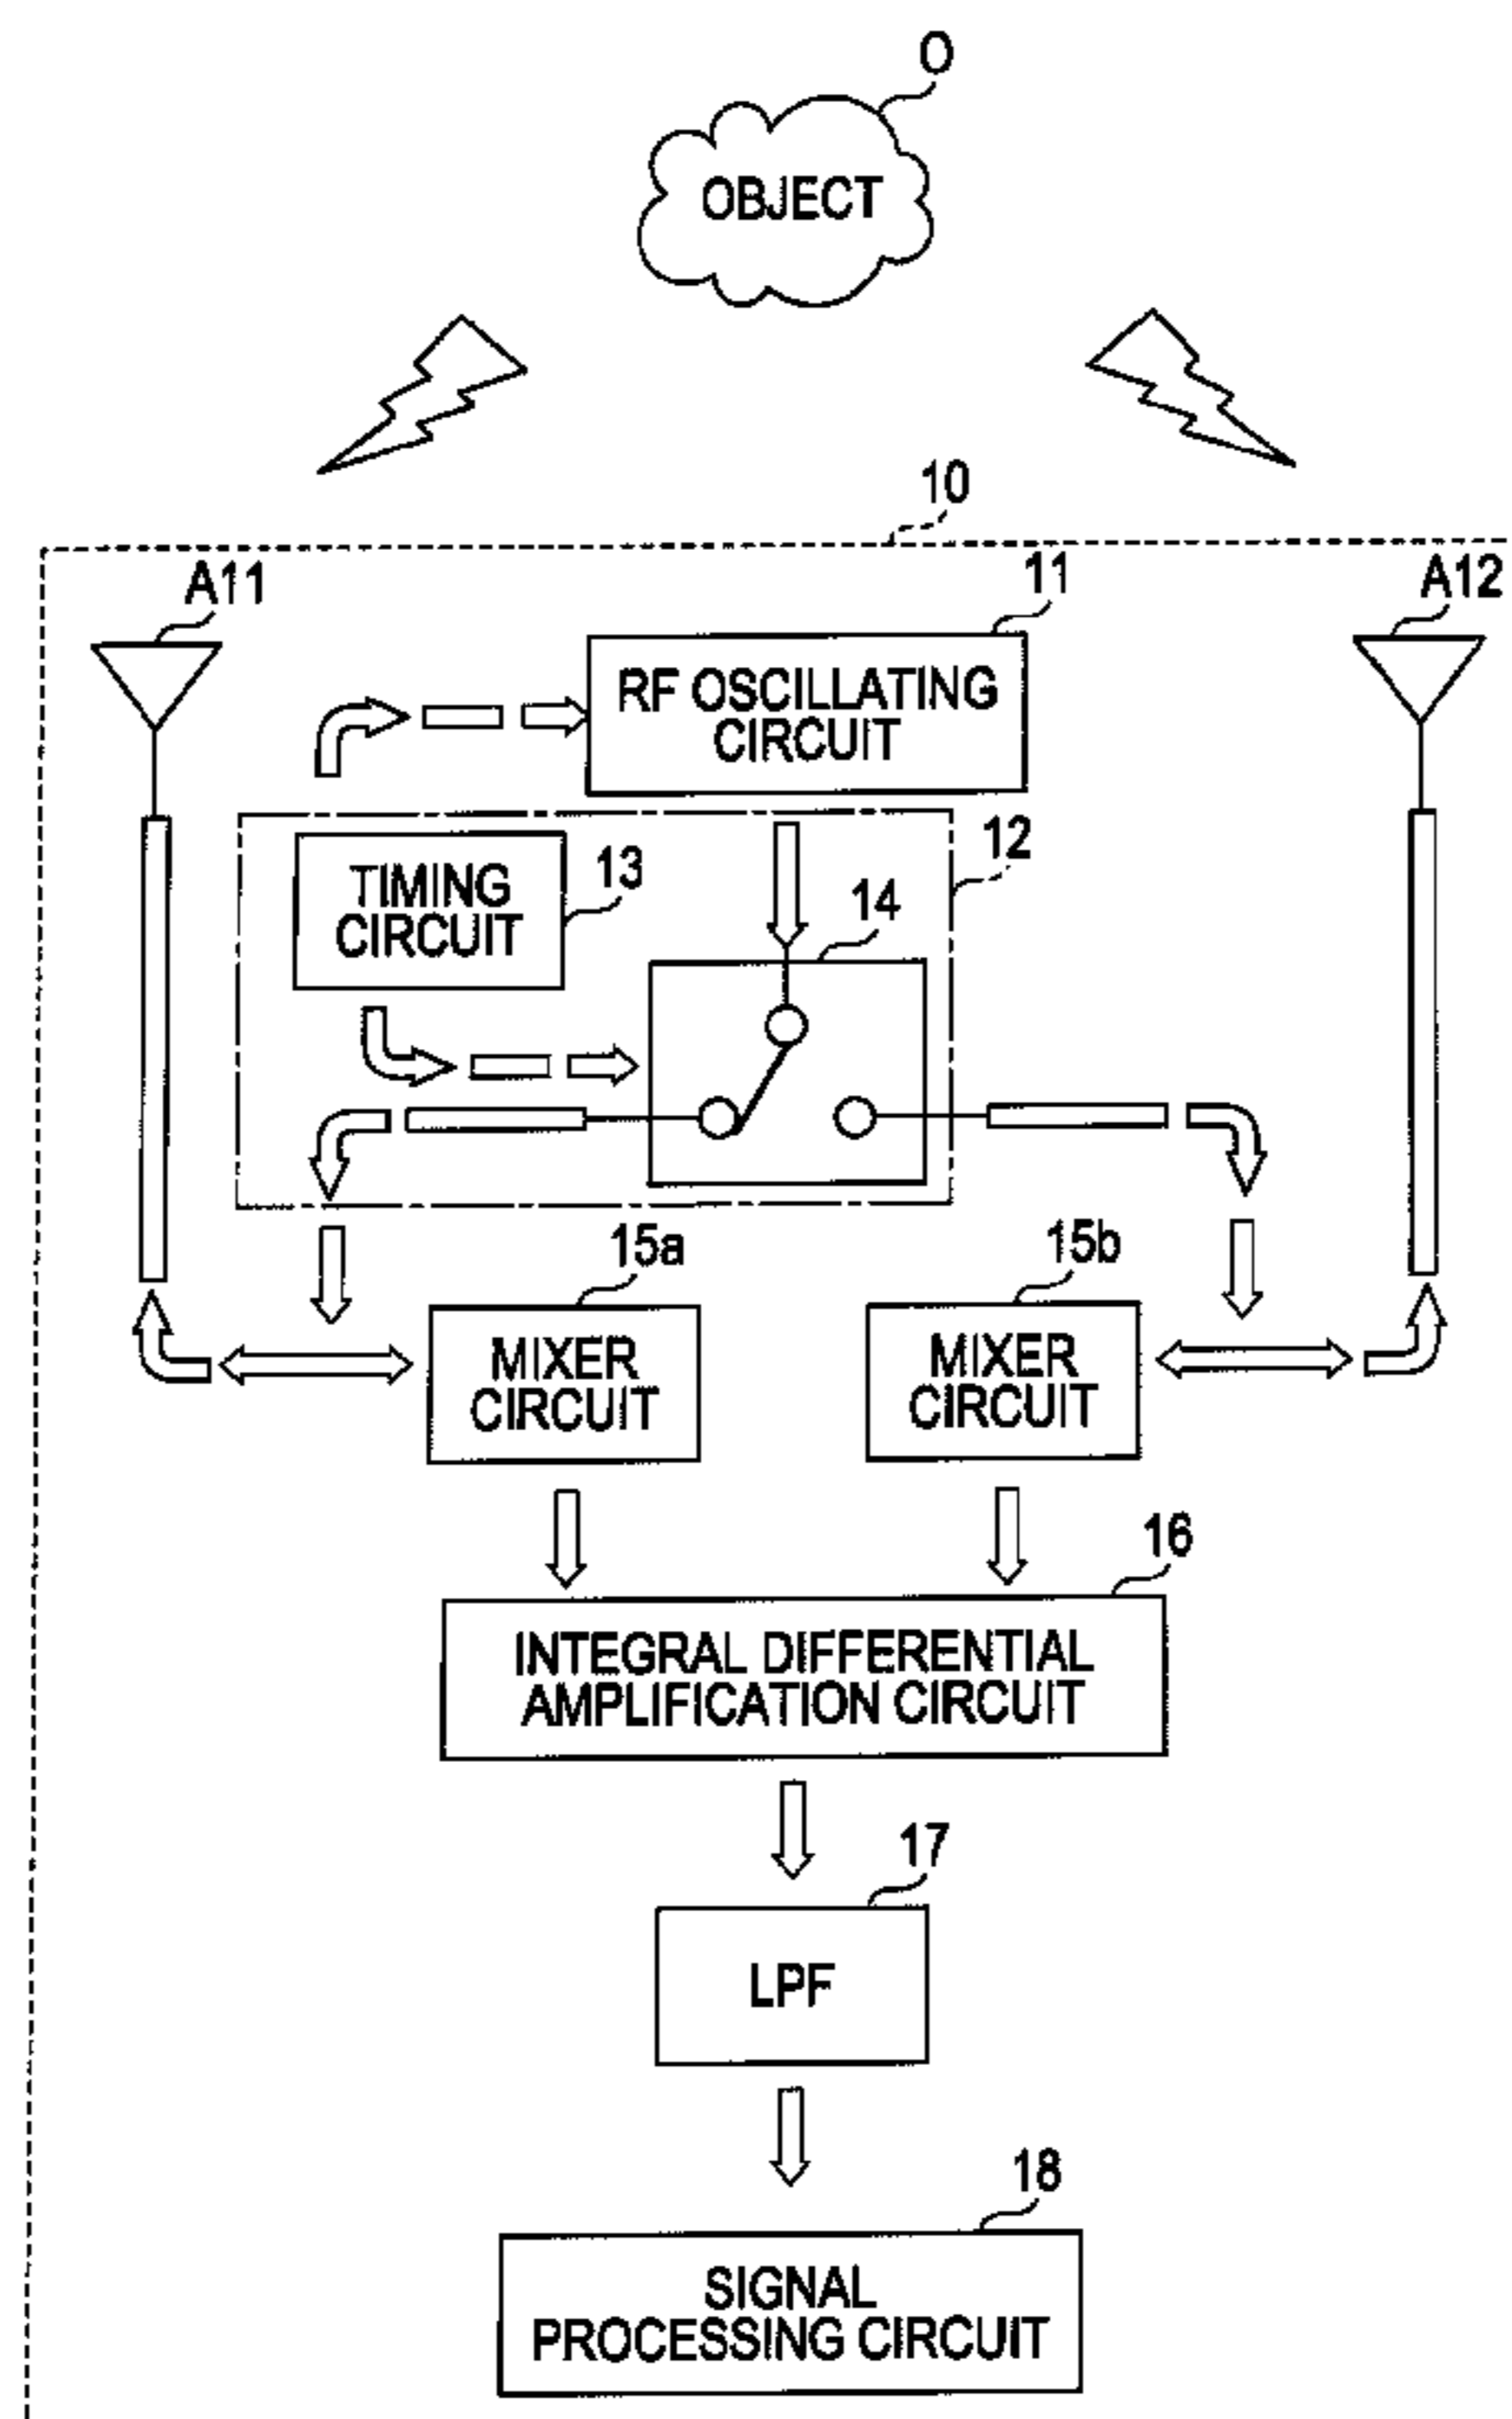 O
OBJECT
10
A11
11
A12
RF OSCILLATING
CIRCUIT
12
TIMING
CIRCUIT
13
14
15a
15b
MIXER
CIRCUIT
MIXER
CIRCUIT
16
INTEGRAL DIFFERENTIAL
AMPLIFICATION CIRCUIT
17
LPF
18
SIGNAL
PROCESSING CIRCUIT